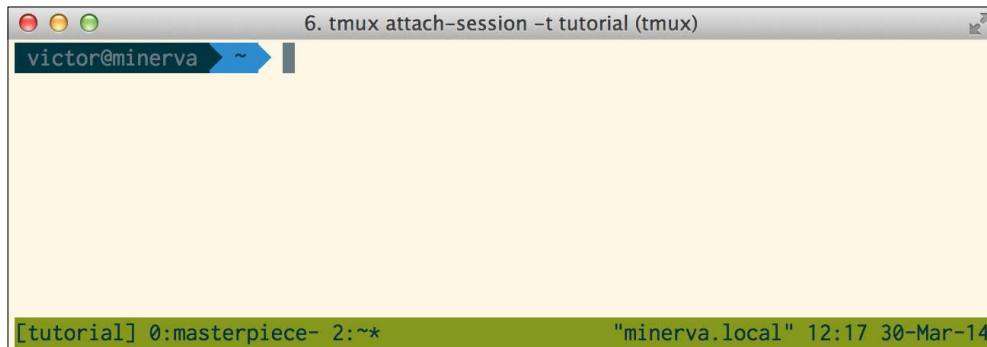 6. tmux attach-session -t tutorial (tmux)
victor@minerva ~
[tutorial] 0:masterpiece- 2:~* "minerva.local" 12:17 30-Mar-14